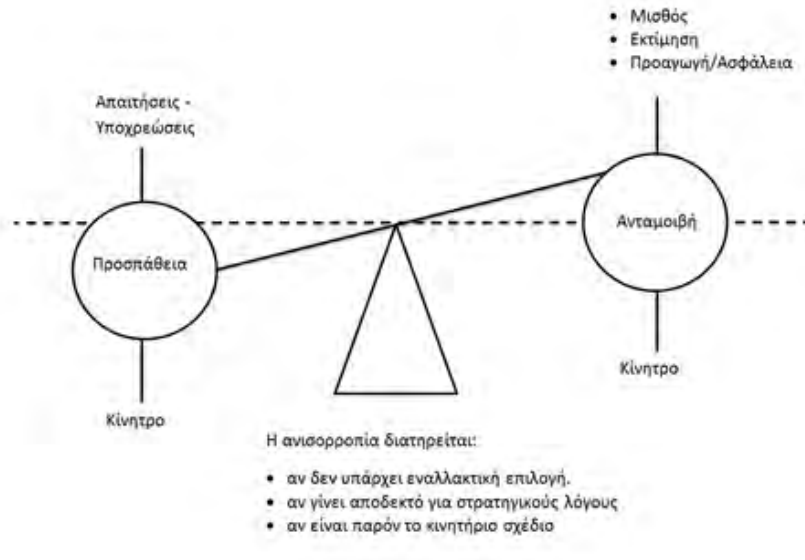 • Μισθός
• Εκτίμηση
• Προαγωγή/Ασφάλεια
Απαιτήσεις -
Υποχρεώσεις
Προσπάθεια
Ανταμοιβή
Κίνητρο
Κίνητρο
Η ανισορροπία διατηρείται:
• αν δεν υπάρχει εναλλακτική επιλογή.
• αν γίνει αποδεκτό για στρατηγικούς λόγους
• αν είναι παρόν το κινητήριο σχέδιο